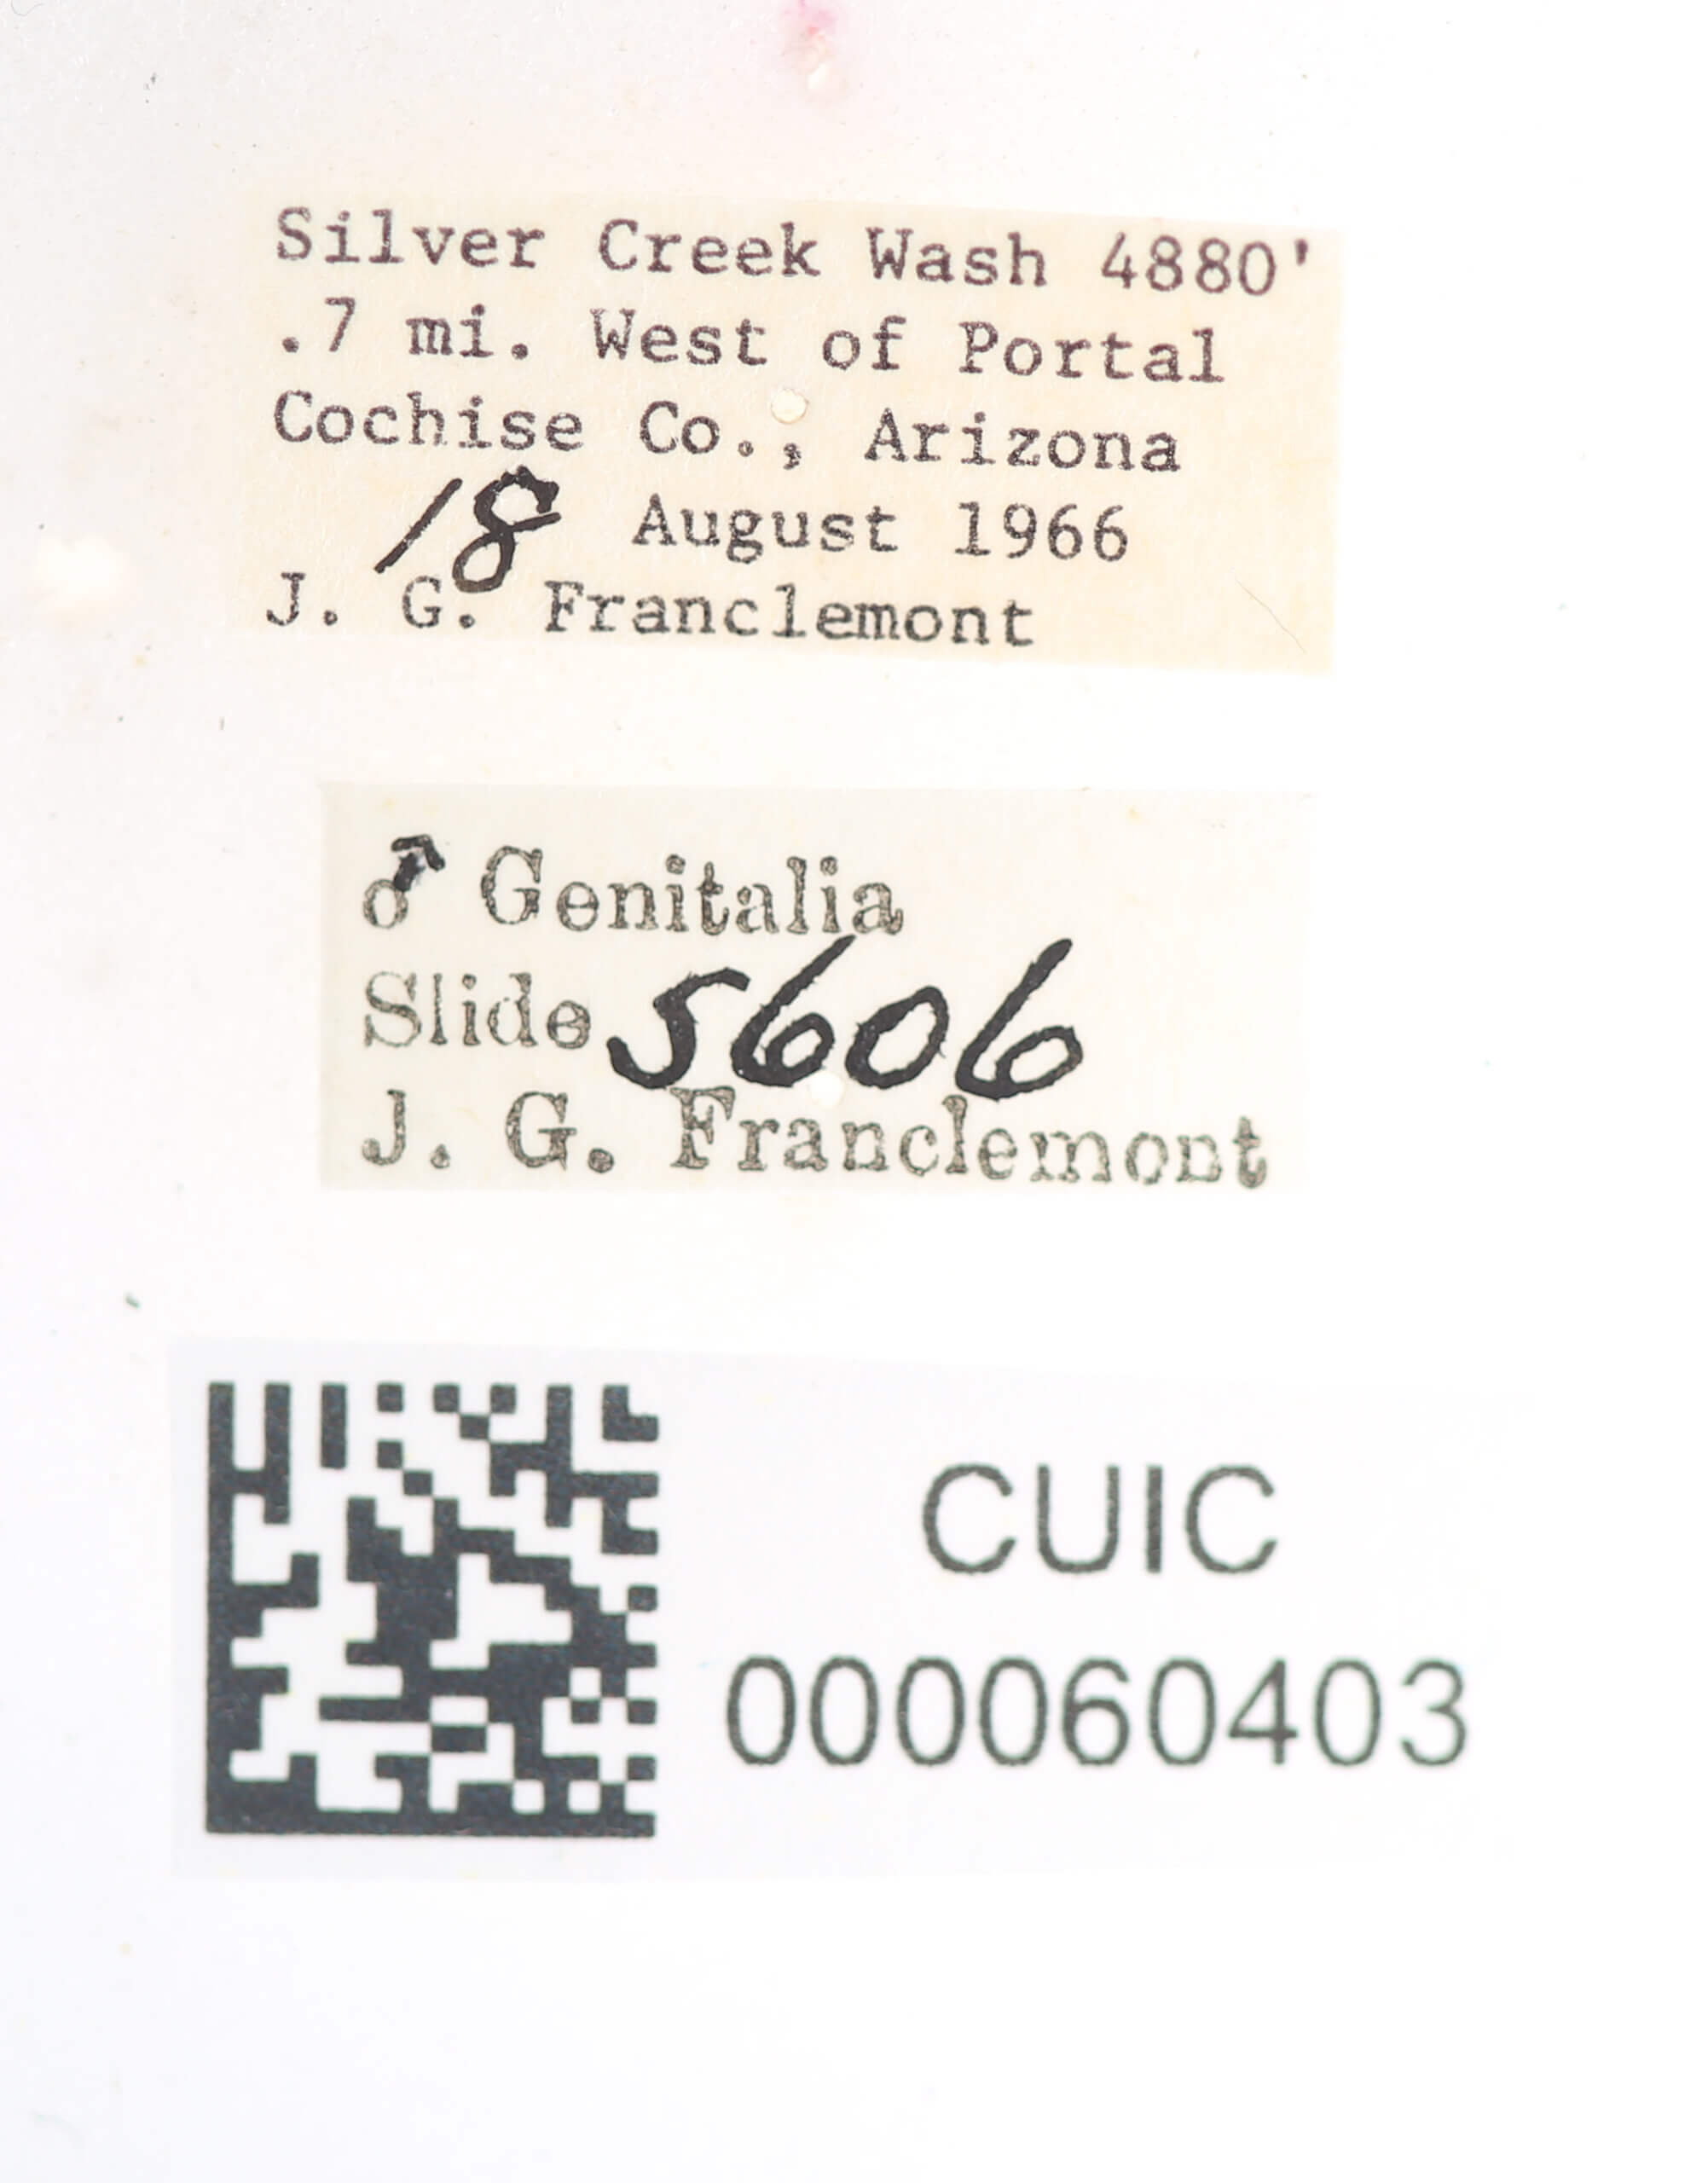 Silver Creek Wash 4880'
.7 mi. West of Portal
Cochise Co., Arizona
18 August 1966
J. G. Franclemont
♂ Genitalia
Slide 5606
J. G. Franclemont
CUIC
000060403